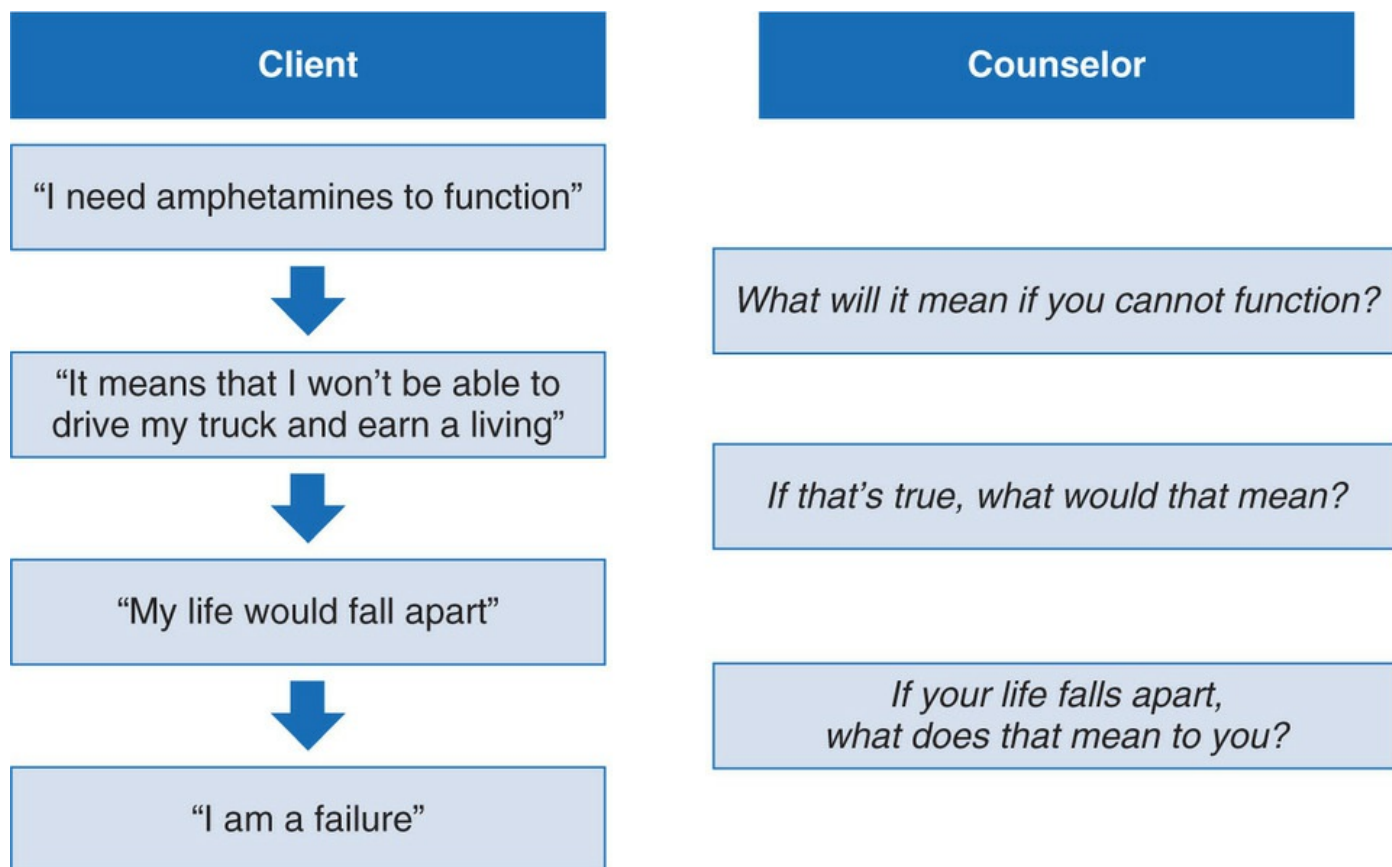 Client
Counselor
“I need amphetamines to function”
What will it mean if you cannot function?
“It means that I won’t be able to
drive my truck and earn a living”
If that’s true, what would that mean?
“My life would fall apart”
If your life falls apart,
what does that mean to you?
“I am a failure”